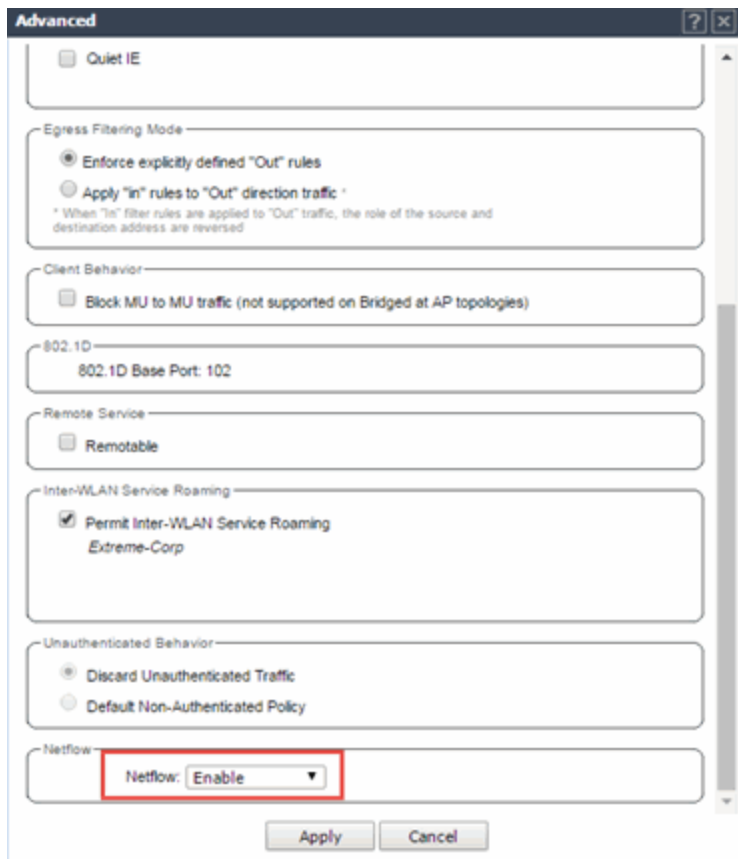 Advanced
?
Quiet IE
Egress Filtering Mode
Enforce explicitly defined "Out" rules
Apply "in" rules to "Out" direction traffic *
* When "In" filter rules are applied to "Out" traffic, the role of the source and
destination address are reversed
Client Behavior
Block MU to MU traffic (not supported on Bridged at AP topologies)
802.1D
802.1D Base Port: 102
Remote Service
Remotable
Inter-WLAN Service Roaming
Permit Inter-WLAN Service Roaming
Extreme-Corp
Unauthenticated Behavior
Discard Unauthenticated Traffic
Default Non-Authenticated Policy
Netflow
Netflow: Enable
Apply Cancel